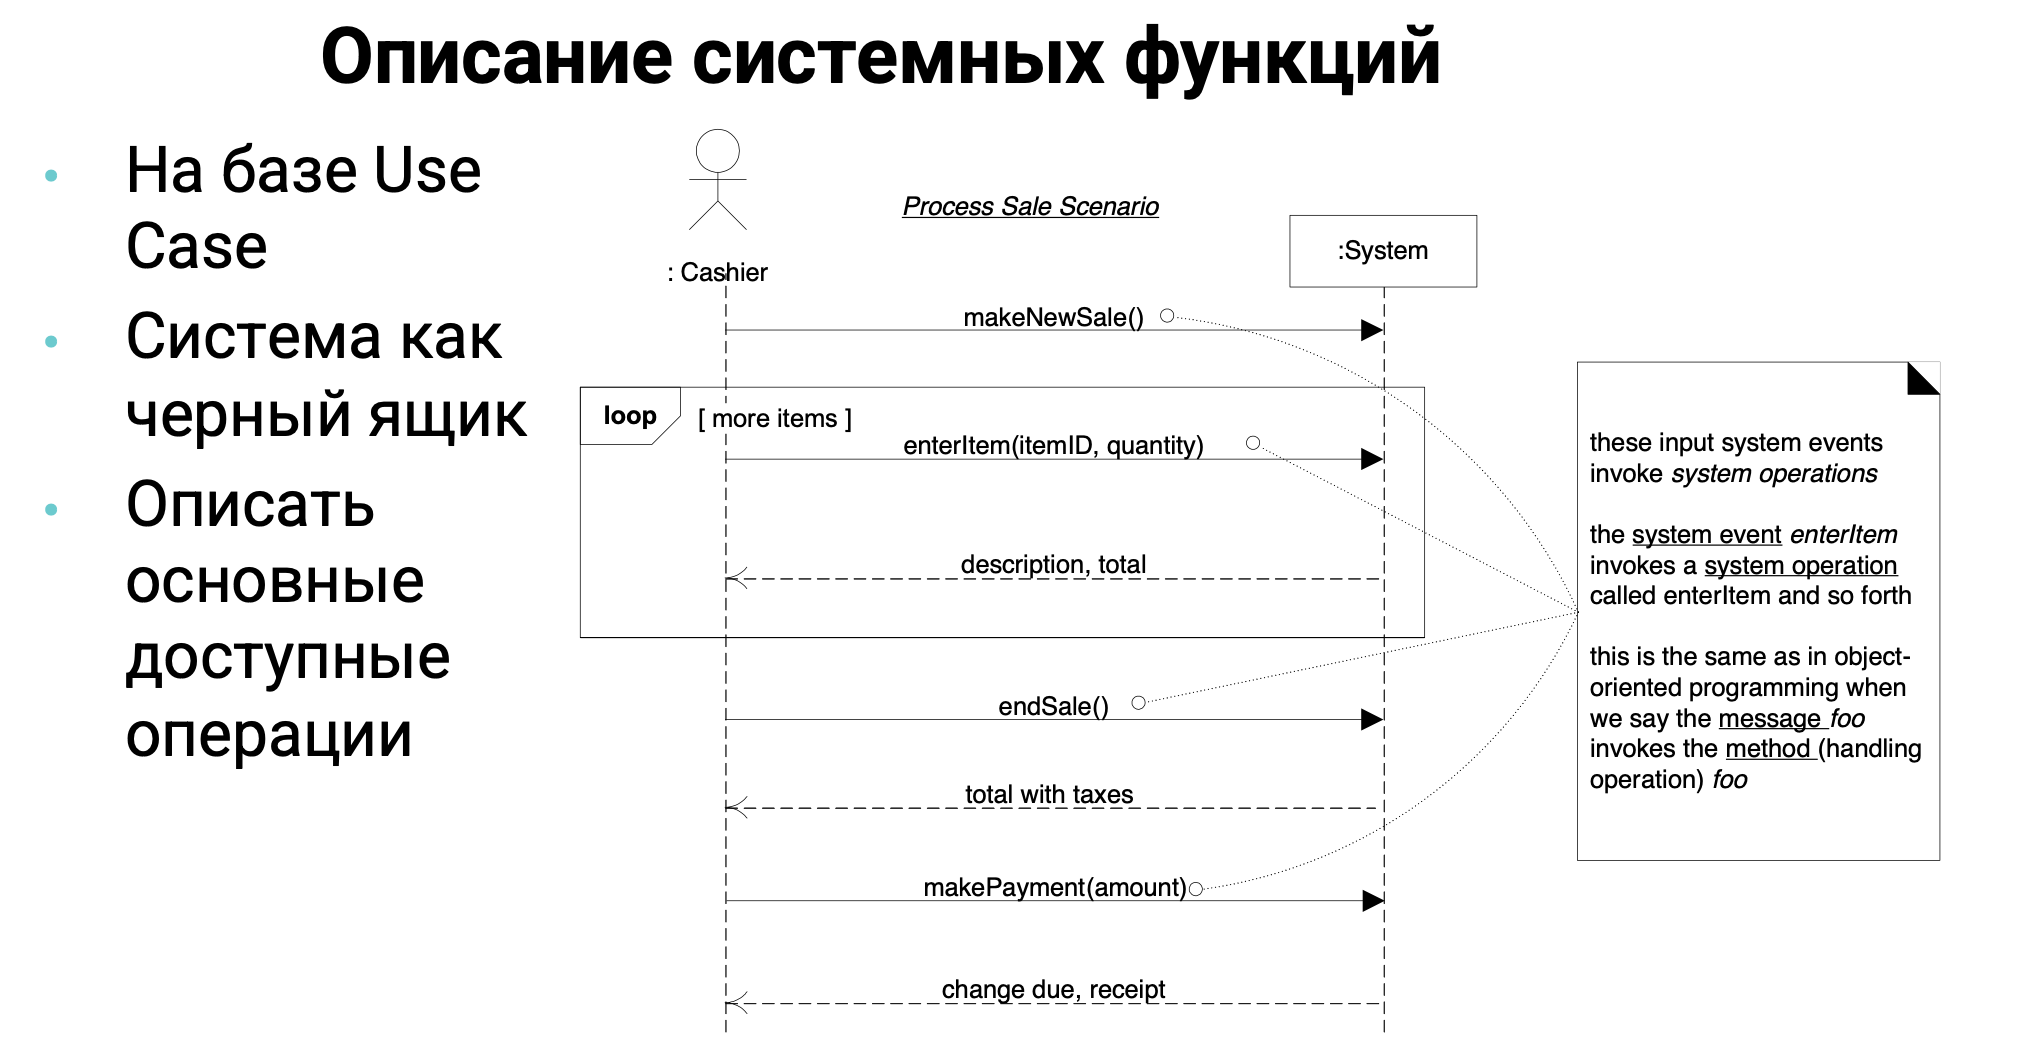 Описание системных функций
• На базе Use
Case
• Система как
черный ящик
• Описать
основные
доступные
операции
Process Sale Scenario
: Cashier
:System
makeNewSale()
loop
[ more items ]
enterItem(itemID, quantity)
description, total
endSale()
total with taxes
makePayment(amount)
change due, receipt
these input system events
invoke system operations
the system event enterItem
invokes a system operation
called enterItem and so forth
this is the same as in object-
oriented programming when
we say the message foo
invokes the method (handling
operation) foo